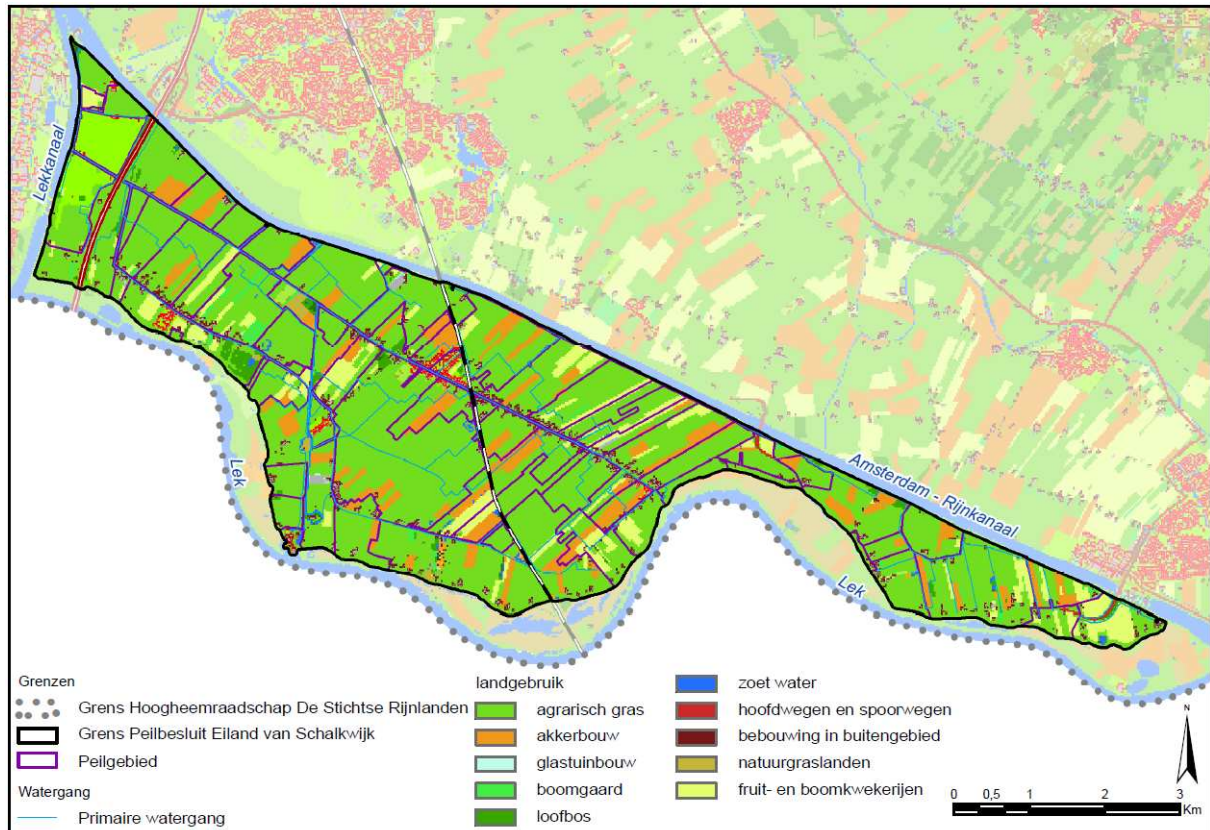 Lekkanaal
Lek
Amsterdam - Rijnkanaal
Lek
Grenzen
Grens Hoogheemraadschap De Stichtse Rijnlanden
Grens Peilbesluit Eiland van Schalkwijk
Peilgebied
Watergang
Primaire watergang
landgebruik
agrarisch gras
akkerbouw
glastuinbouw
boomgaard
loofbos
zoet water
hoofdwegen en spoorwegen
bebouwing in buitengebied
natuurgraslanden
fruit- en boomkwekerijen
N
0 0,5 1 2 3
Km